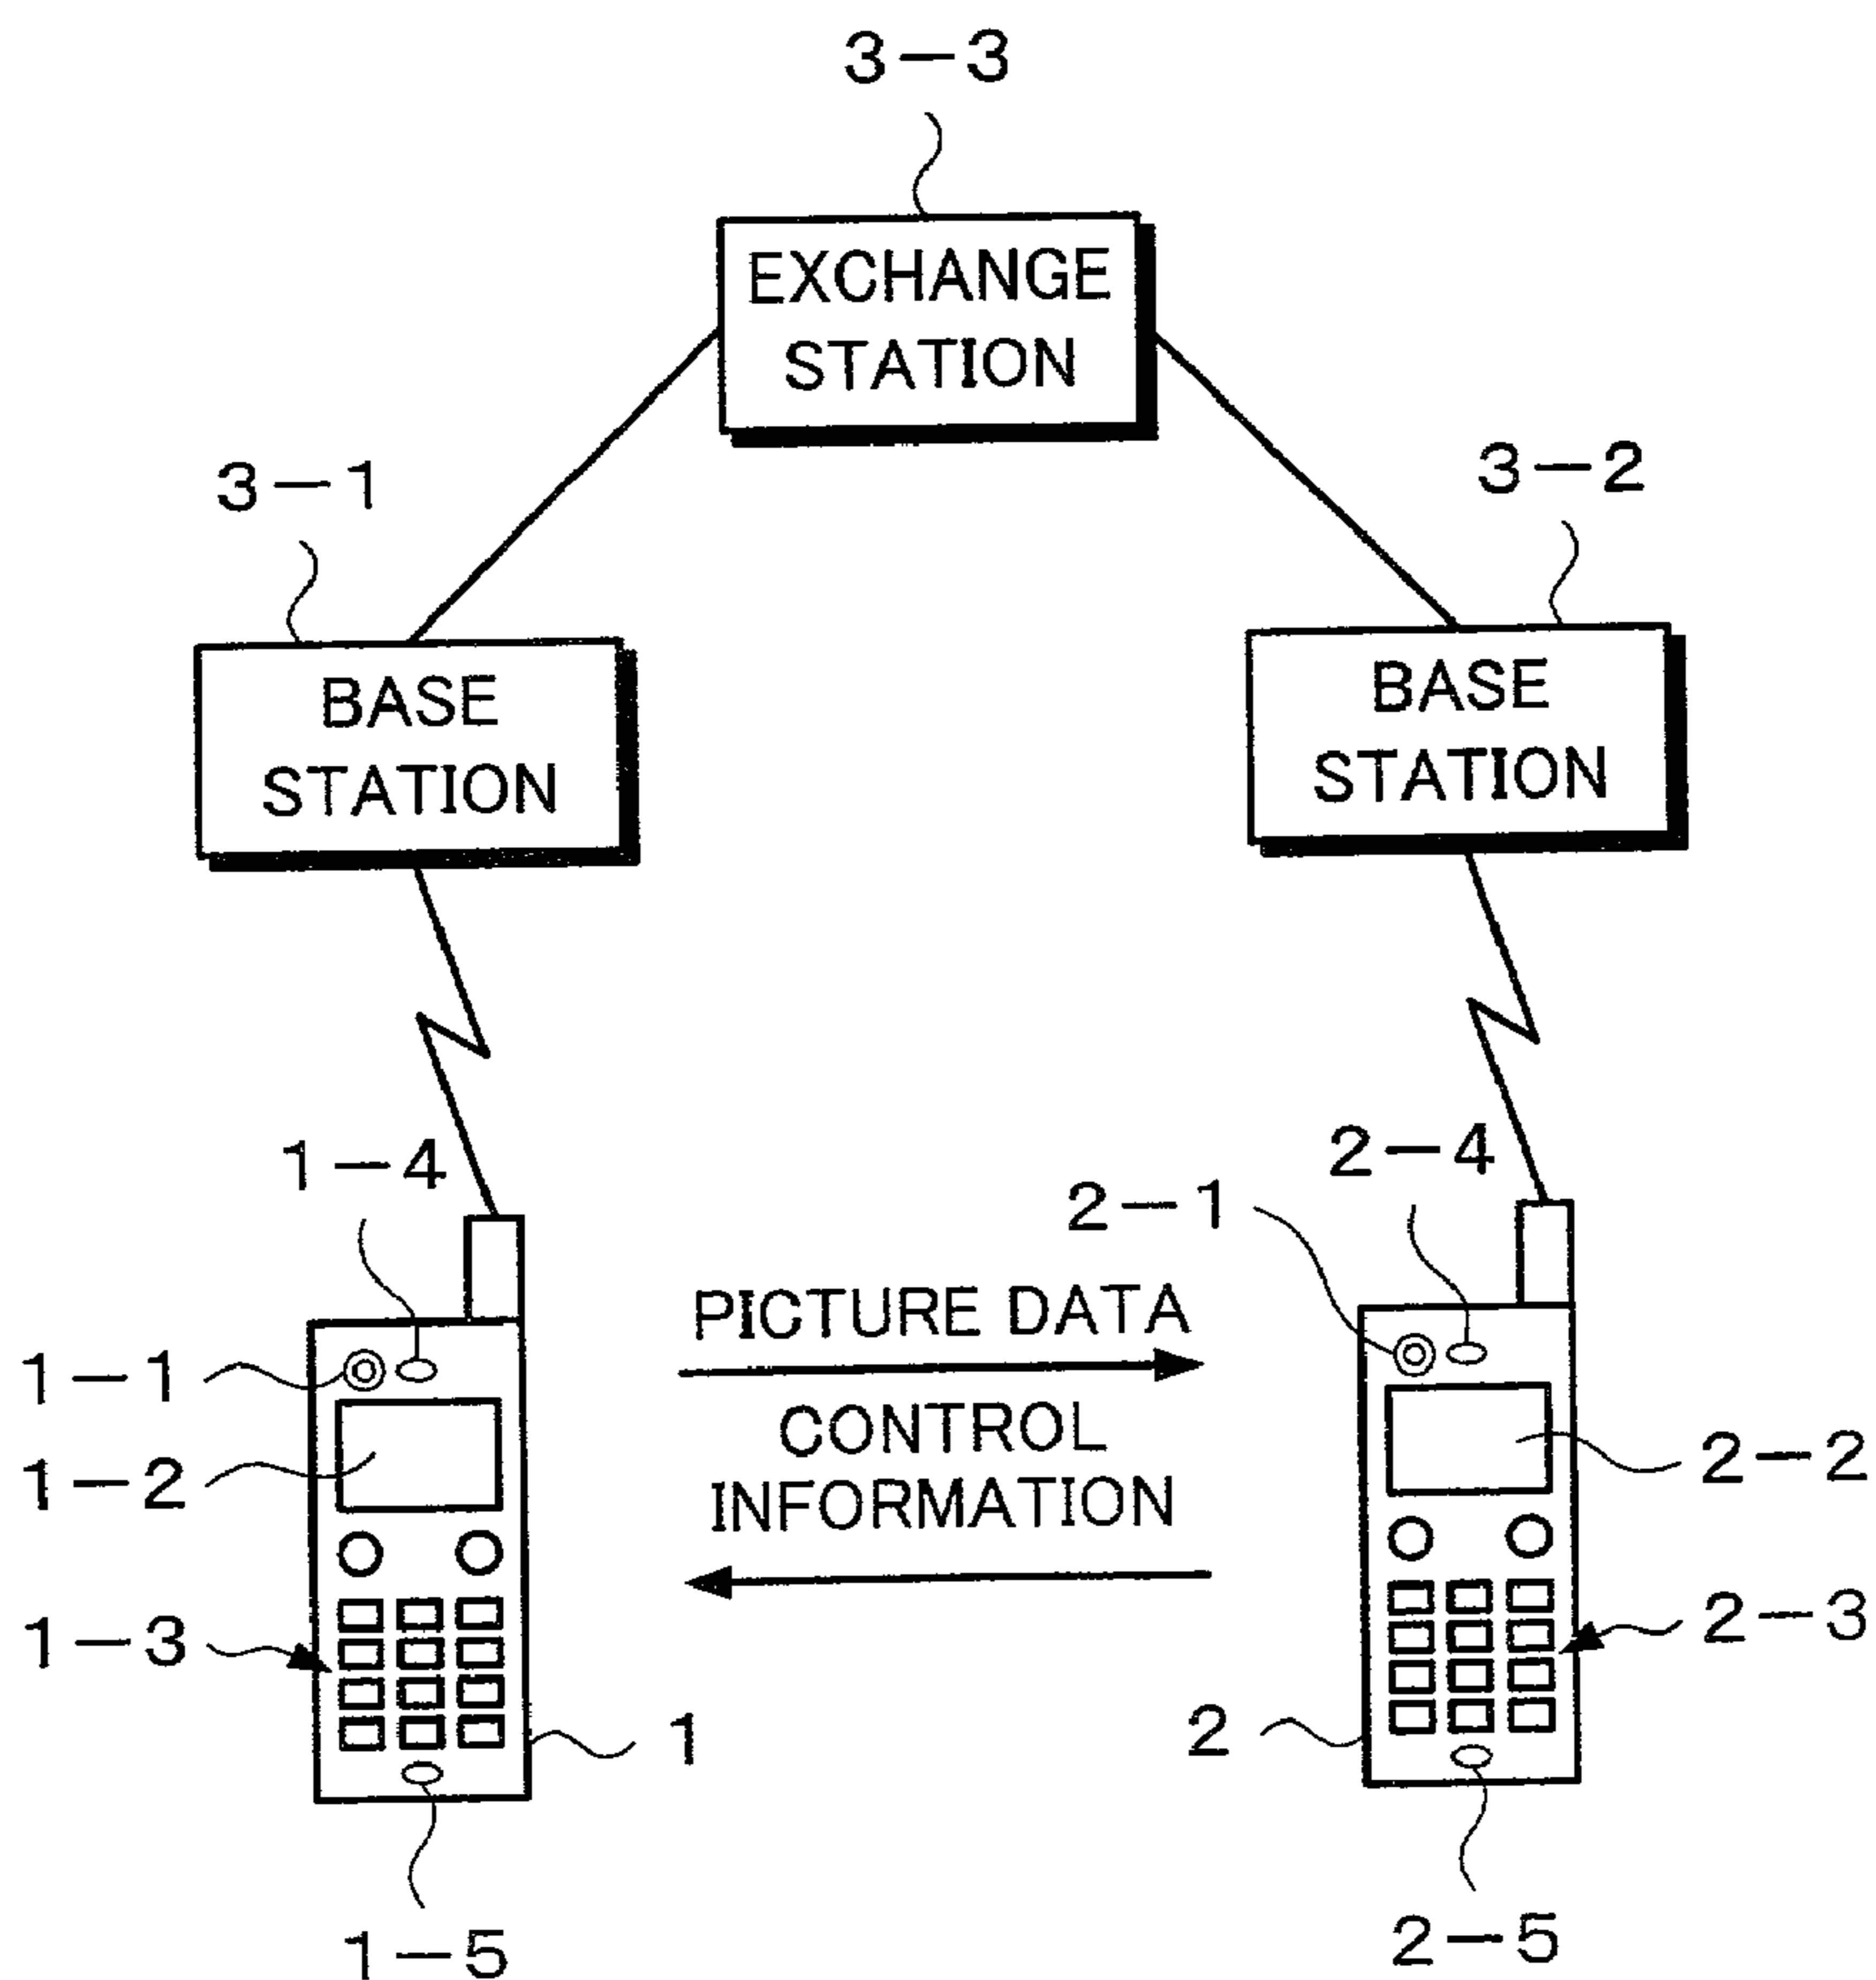 3-3
EXCHANGE
STATION
3-1
3-2
BASE
STATION
BASE
STATION
1-4
2-4
2-1
PICTURE DATA
1-1
CONTROL
INFORMATION
1-2
2-2
1-3
2-3
1
2
1-5
2-5